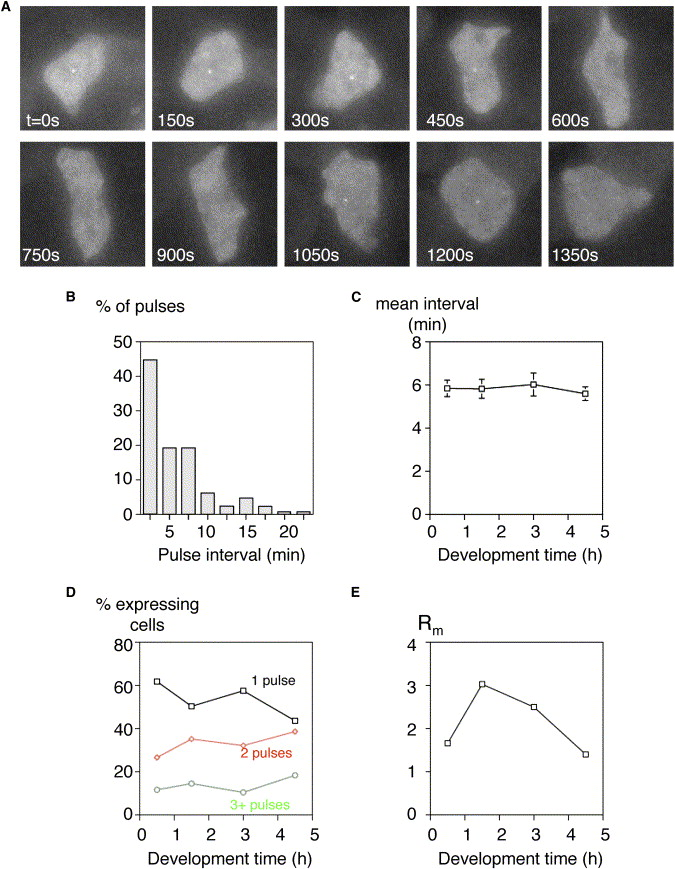 A
t=0s
150s
300s
450s
600s
750s
900s
1050s
1200s
1350s
B
% of pulses
50
40
30
20
10
0
5 10 15 20
Pulse interval (min)
C
mean interval
(min)
8
6
4
2
0
0 1 2 3 4 5
Development time (h)
D
% expressing
cells
80
60
40
20
0
1 pulse
2 pulses
3+ pulses
0 1 2 3 4 5
Development time (h)
E
Rm
4
3
2
1
0
0 1 2 3 4 5
Development time (h)